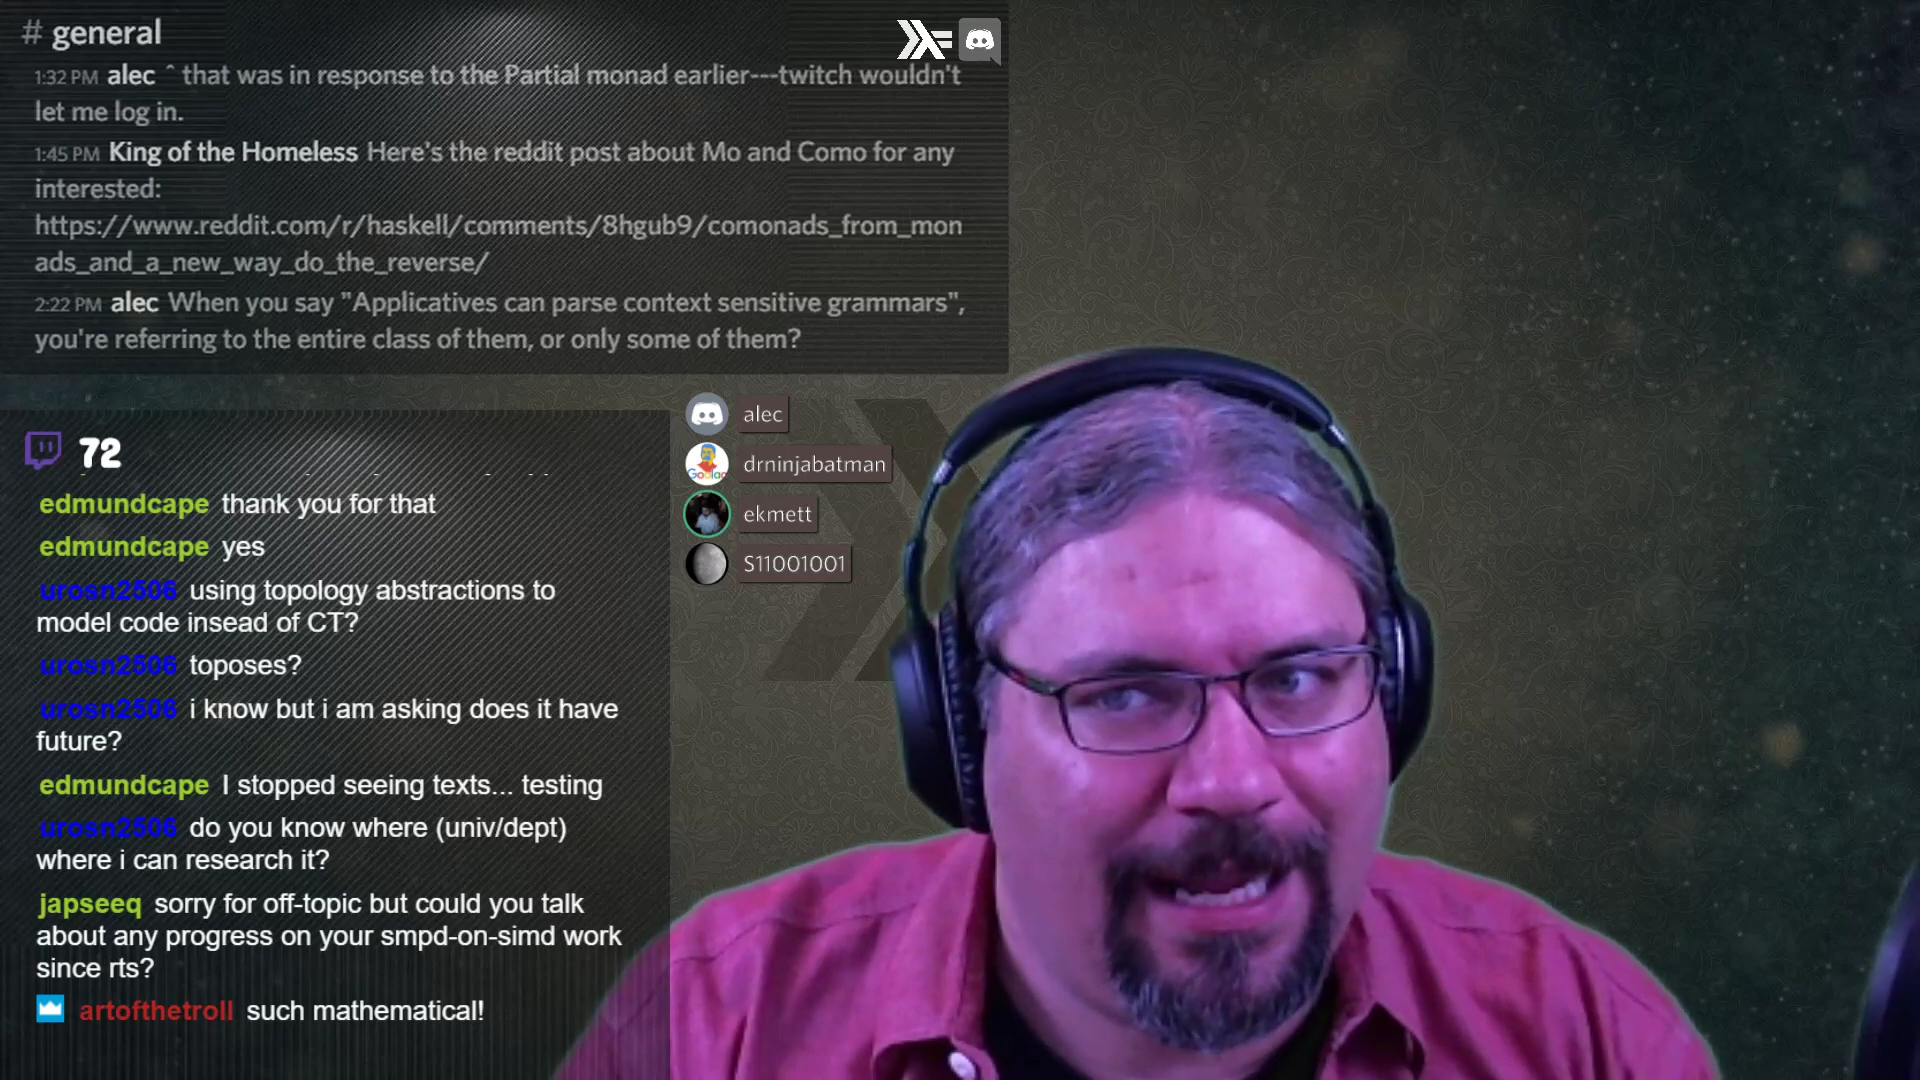 # general
1:32 PM alec ^ that was in response to the Partial monad earlier---twitch wouldn't
let me log in.
1:45 PM King of the Homeless Here's the reddit post about Mo and Como for any
interested:
https://www.reddit.com/r/haskell/comments/8hgub9/comonads_from_mon
ads_and_a_new_way_do_the_reverse/
2:22 PM alec When you say "Applicatives can parse context sensitive grammars",
you're referring to the entire class of them, or only some of them?
alec
drninjabatman
ekmett
S11001001
72
edmundcape thank you for that
edmundcape yes
urosn2506 using topology abstractions to
model code insead of CT?
urosn2506 toposes?
urosn2506 i know but i am asking does it have
future?
edmundcape I stopped seeing texts... testing
urosn2506 do you know where (univ/dept)
where i can research it?
japseeq sorry for off-topic but could you talk
about any progress on your smpd-on-simd work
since rts?
artofthetroll such mathematical!